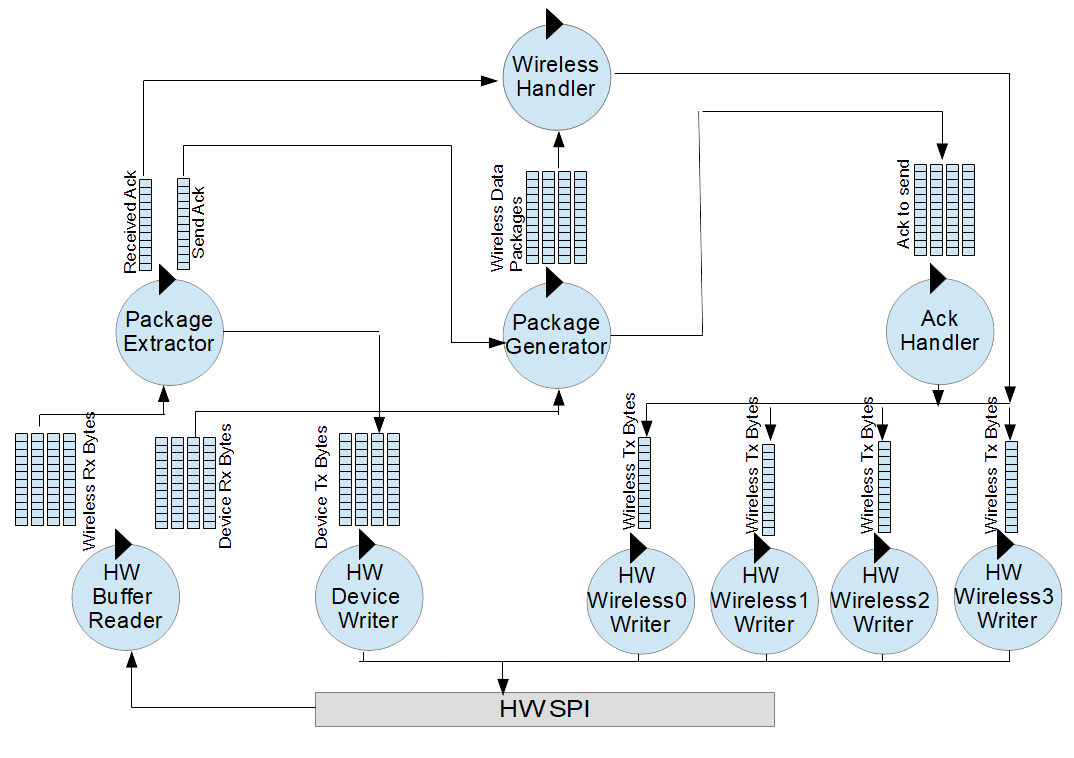 Wireless
Handler
Received Ack
Send Ack
Wireless Data
Packages
Ack to send
Package
Extractor
Package
Generator
Ack
Handler
Wireless Rx Bytes
Device Rx Bytes
Device Tx Bytes
Wireless Tx Bytes
Wireless Tx Bytes
Wireless Tx Bytes
Wireless Tx Bytes
HW
Buffer
Reader
HW
Device
Writer
HW
Wireless0
Writer
HW
Wireless1
Writer
HW
Wireless2
Writer
HW
Wireless3
Writer
HW SPI